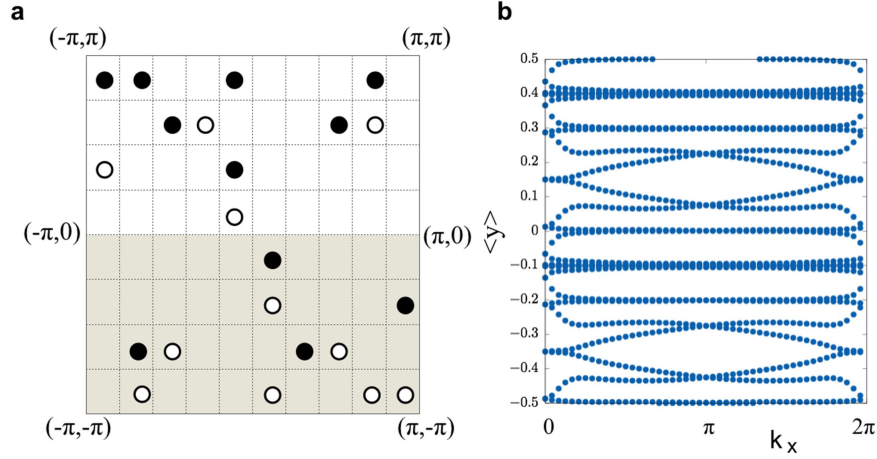 a
(-π,π)
(π,π)
(-π,0)
(π,0)
(-π,-π)
(π,-π)
b
0.5
0.4
0.3
0.2
0.1
0
-0.1
-0.2
-0.3
-0.4
-0.5
<y>
0
π
2π
k x